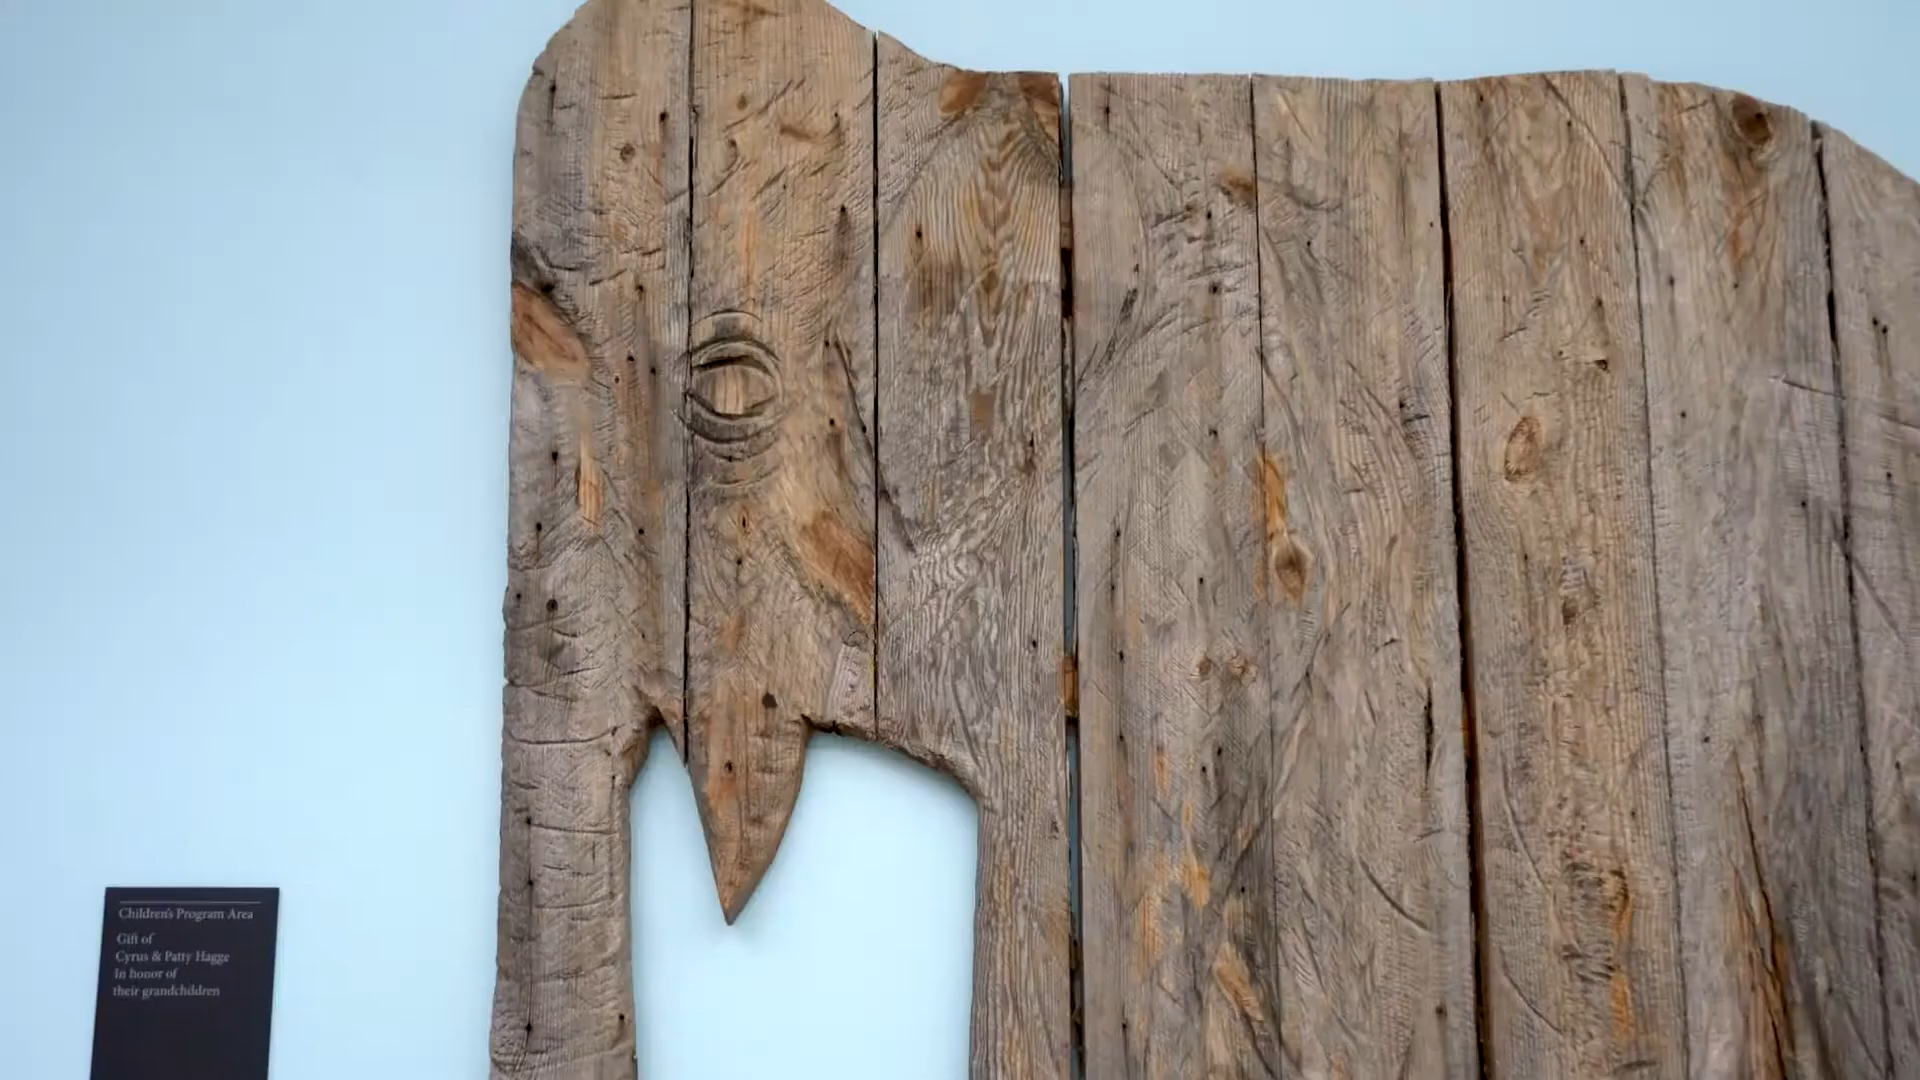 Children's Program Area
Gift of
Cyrus & Patty Hagge
In honor of
their grandchildren